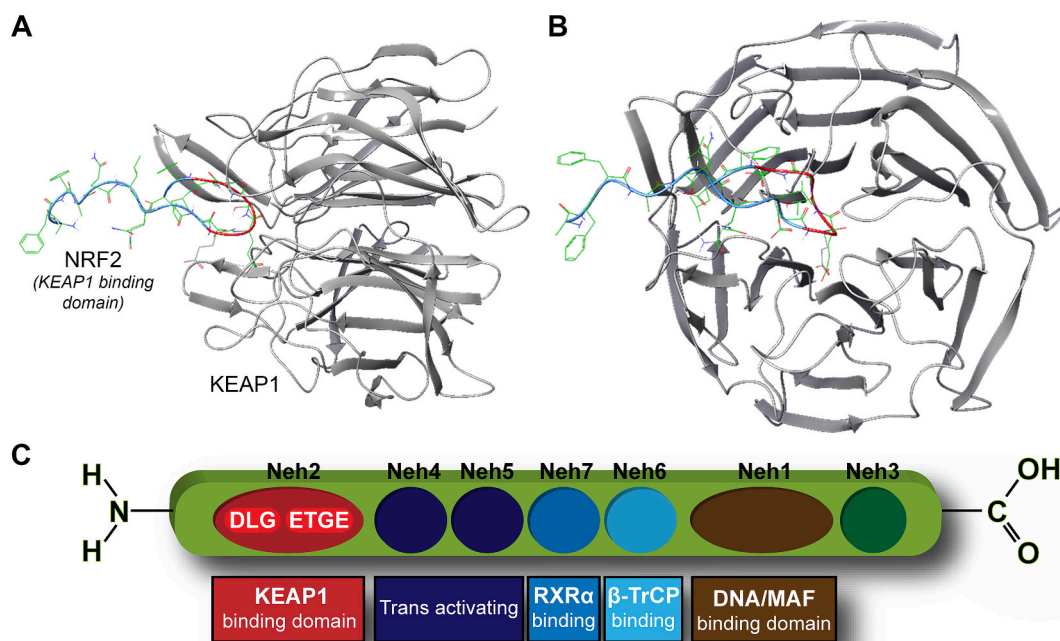 A
B
NRF2
(KEAP1 binding
domain)
KEAP1
C
Neh2
Neh4
Neh5
Neh7
Neh6
Neh1
Neh3
H
N
H
DLG
ETGE
OH
C
O
KEAP1
binding domain
Trans activating
RXRα
binding
β-TrCP
binding
DNA/MAF
binding domain